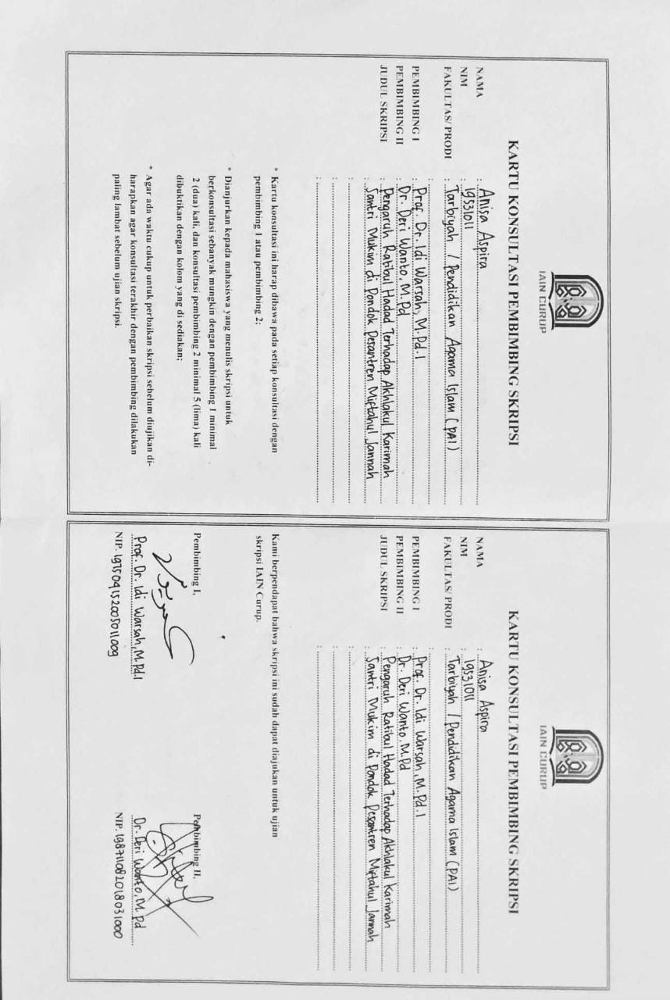 IAIN CURUP
KARTU KONSULTASI PEMBIMBING SKRIPSI
NAMA : Anisa Aspira
NIM : 19531011
FAKULTAS/ PRODI : Tarbiyah / Pendidikan Agama Islam (PAI)
PEMBIMBING I : Prof. Dr. Idi Warsah, M.Pd.I
PEMBIMBING II : Dr. Deri Wanto, M.Pd
JUDUL SKRIPSI : Pengaruh Ratibul Hadad Terhadap Akhlakul Karimah
: Santri Mukim di Pondok Pesantren Miftahul Jannah
* Kartu konsultasi ini harap dibawa pada setiap konsultasi dengan
pembimbing 1 atau pembimbing 2;
* Dianjurkan kepada mahasiswa yang menulis skripsi untuk
berkonsultasi sebanyak mungkin dengan pembimbing 1 minimal
2 (dua) kali, dan konsultasi pembimbing 2 minimal 5 (lima) kali
dibuktikan dengan kolom yang di sediakan;
* Agar ada waktu cukup untuk perbaikan skripsi sebelum diujikan di-
harapkan agar konsultasi terakhir dengan pembimbing dilakukan
paling lambat sebelum ujian skripsi.
IAIN CURUP
KARTU KONSULTASI PEMBIMBING SKRIPSI
NAMA : Anisa Aspira
NIM : 19531011
FAKULTAS/ PRODI : Tarbiyah / Pendidikan Agama Islam (PAI)
PEMBIMBING I : Prof. Dr. Idi Warsah, M.Pd.I
PEMBIMBING II : Dr. Deri Wanto, M.Pd
JUDUL SKRIPSI : Pengaruh Ratibul Hadad Terhadap Akhlakul Karimah
: Santri Mukim di Pondok Pesantren Miftahul Jannah
Kami berpendapat bahwa skripsi ini sudah dapat diajukan untuk ujian
skripsi IAIN Curup.
Pembimbing I,
Prof. Dr. Idi Warsah, M.Pd.I
NIP. 197504152005011009
Pembimbing II,
Dr. Deri Wanto, M.Pd
NIP. 19871108201803 1000